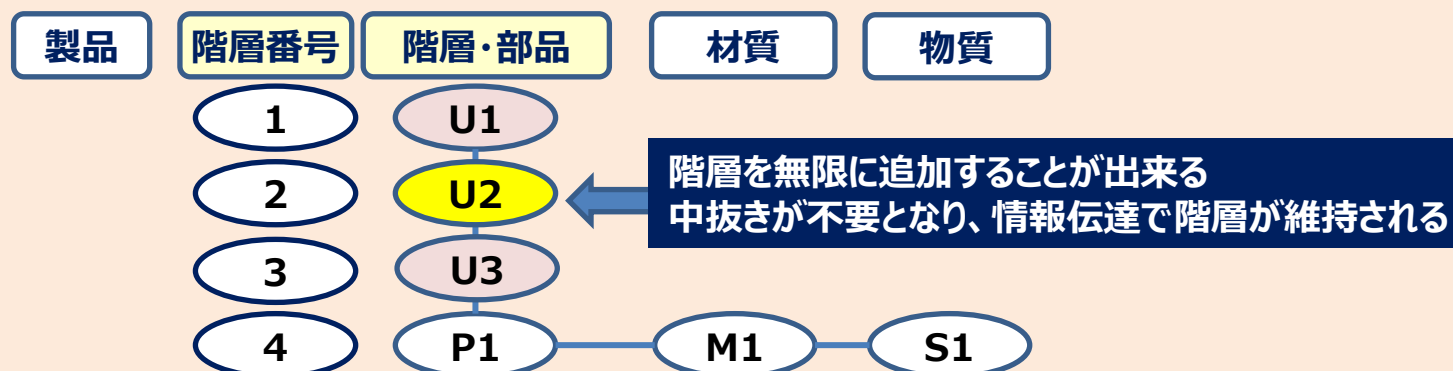 製品 階層番号 階層・部品 材質 物質
1 U1
階層を無限に追加することが出来る
2 U2
中抜きが不要となり、情報伝達で階層が維持される
3 U3
4 P1 M1 S1